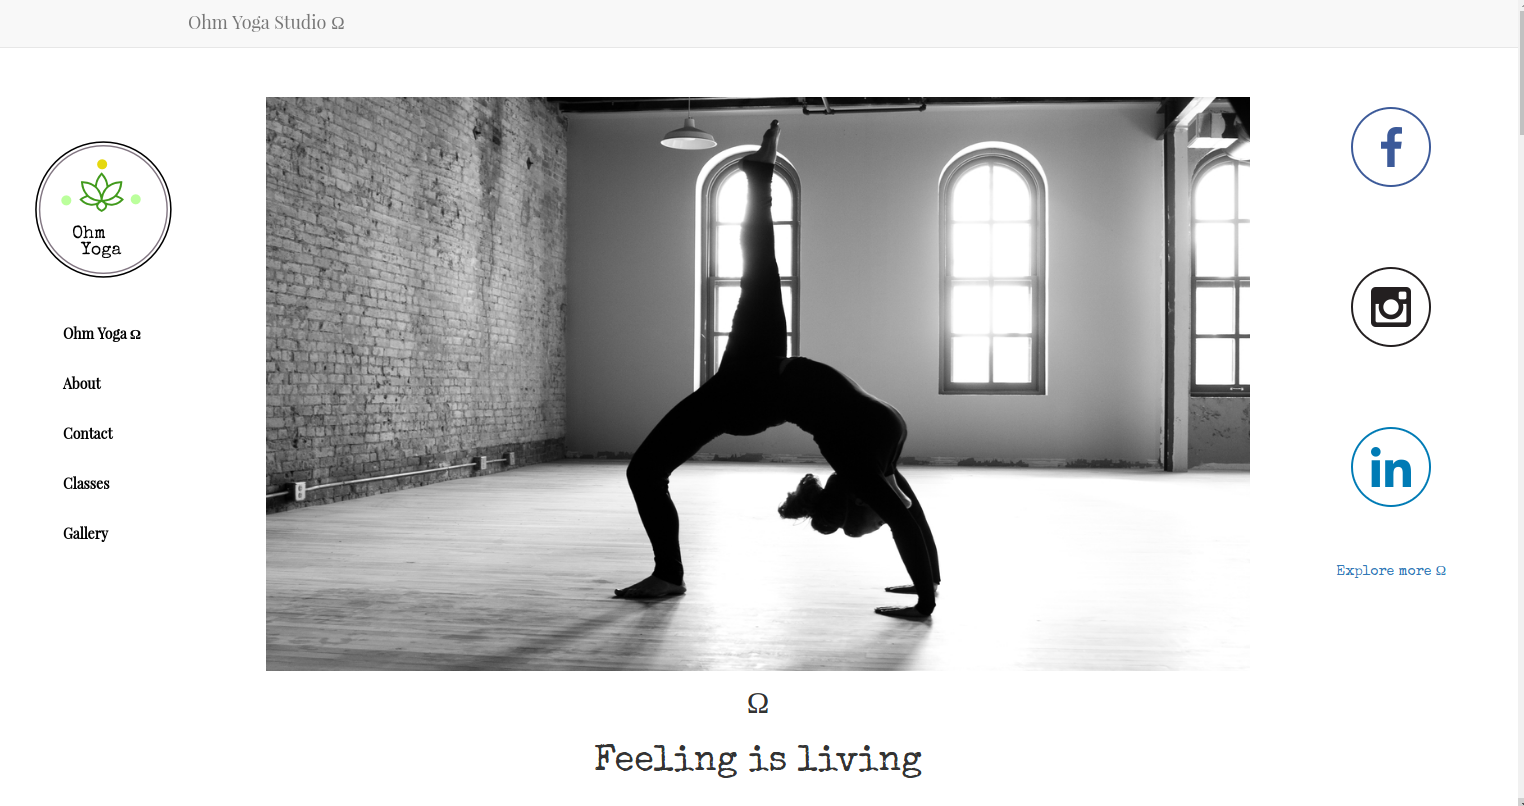 Ohm Yoga Studio Ω
Ohm
Yoga
Ohm Yoga Ω
About
Contact
Classes
Gallery
f
in
Explore more Ω
Ω
Feeling is living